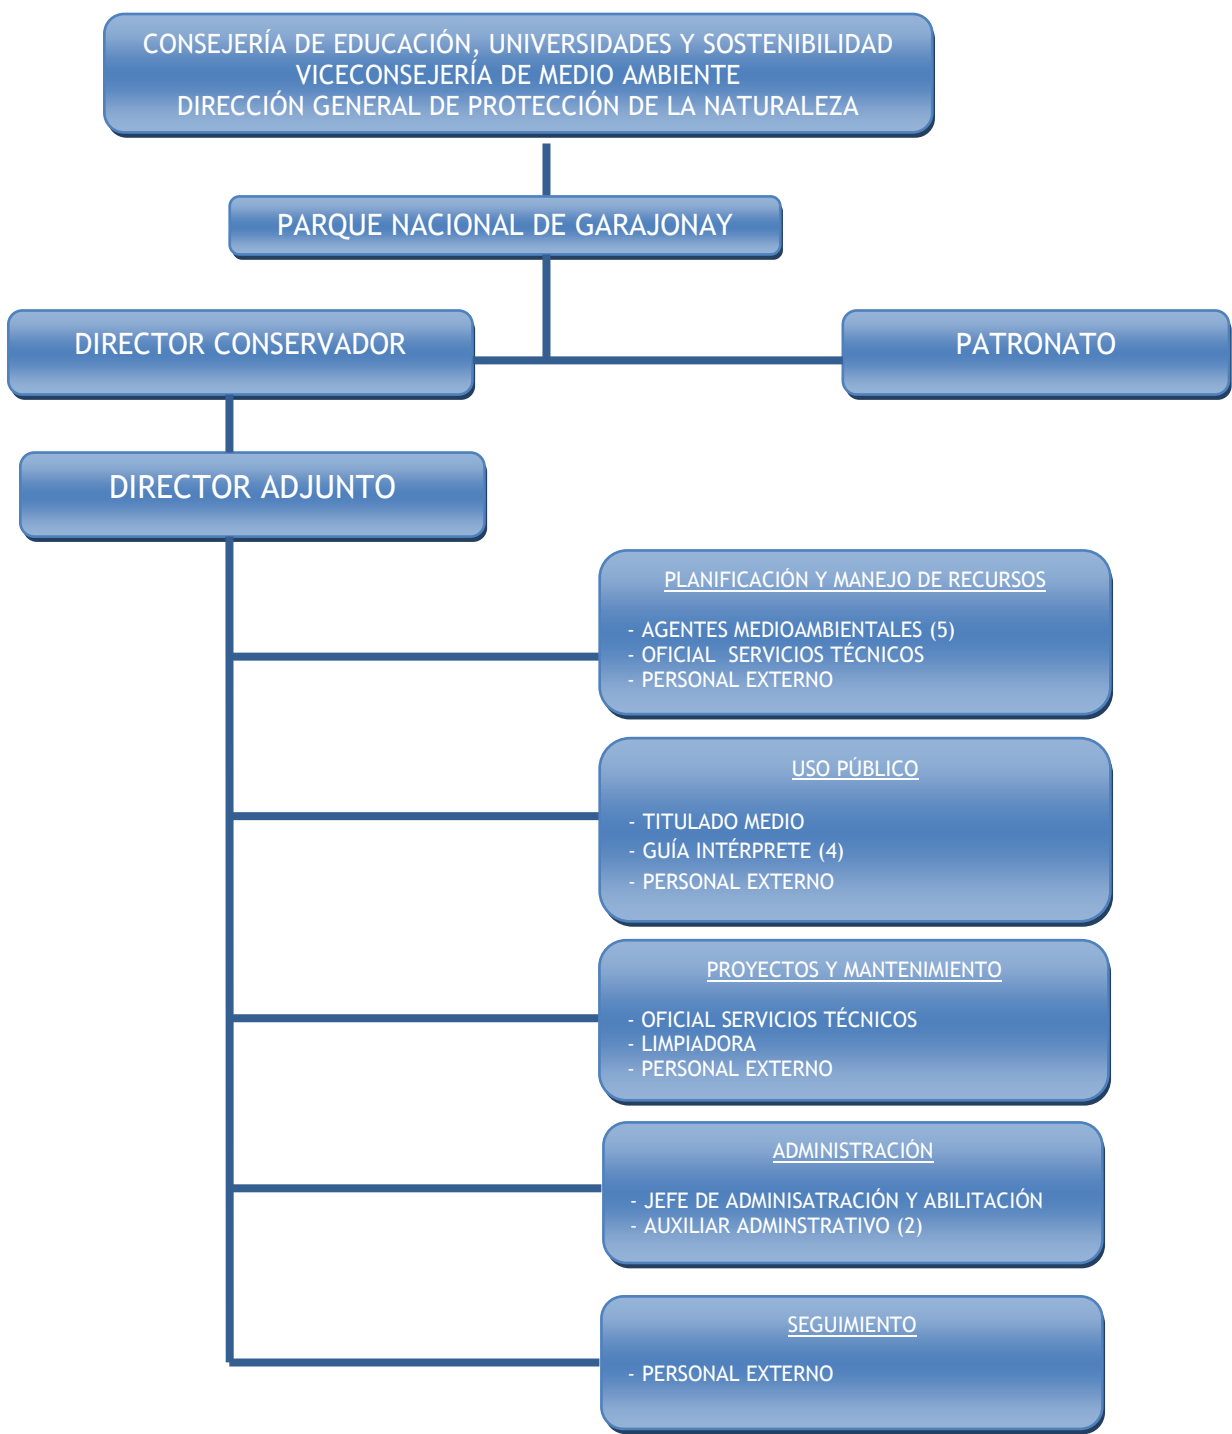 CONSEJERÍA DE EDUCACIÓN, UNIVERSIDADES Y SOSTENIBILIDAD
VICECONSEJERÍA DE MEDIO AMBIENTE
DIRECCIÓN GENERAL DE PROTECCIÓN DE LA NATURALEZA
PARQUE NACIONAL DE GARAJONAY
DIRECTOR CONSERVADOR
PATRONATO
DIRECTOR ADJUNTO
PLANIFICACIÓN Y MANEJO DE RECURSOS
- AGENTES MEDIOAMBIENTALES (5)
- OFICIAL SERVICIOS TÉCNICOS
- PERSONAL EXTERNO
USO PÚBLICO
- TITULADO MEDIO
- GUÍA INTÉRPRETE (4)
- PERSONAL EXTERNO
PROYECTOS Y MANTENIMIENTO
- OFICIAL SERVICIOS TÉCNICOS
- LIMPIADORA
- PERSONAL EXTERNO
ADMINISTRACIÓN
- JEFE DE ADMINISATRACIÓN Y ABILITACIÓN
- AUXILIAR ADMINSTRATIVO (2)
SEGUIMIENTO
- PERSONAL EXTERNO